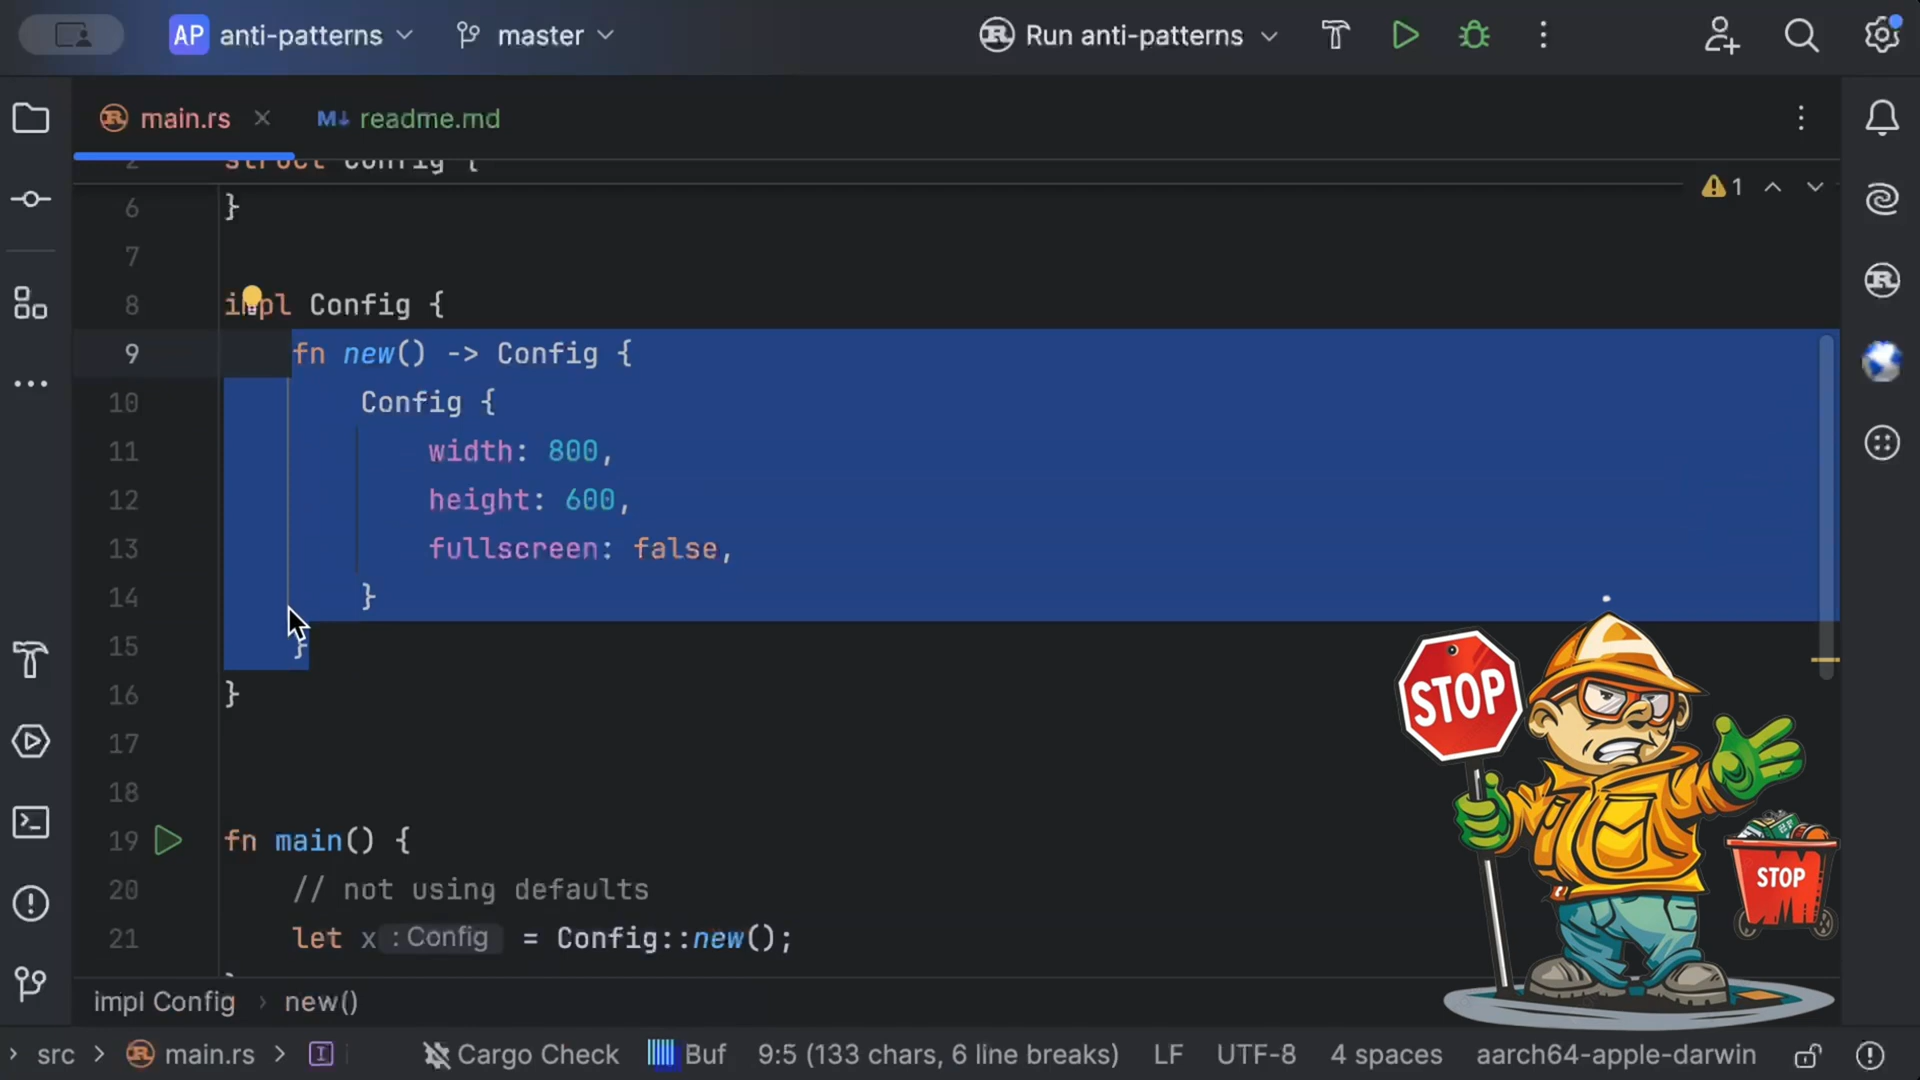 AP anti-patterns master Run anti-patterns
main.rs M↓ readme.md
2 struct Config {
1
6 }
7
8 impl Config {
9 fn new() -> Config {
10 Config {
11 width: 800,
12 height: 600,
13 fullscreen: false,
14 }
15 }
16 }
17
18
19 fn main() {
20 // not using defaults
21 let x : Config = Config::new();
STOP
STOP
impl Config › new()
src main.rs Cargo Check Buf 9:5 (133 chars, 6 line breaks) LF UTF-8 4 spaces aarch64-apple-darwin